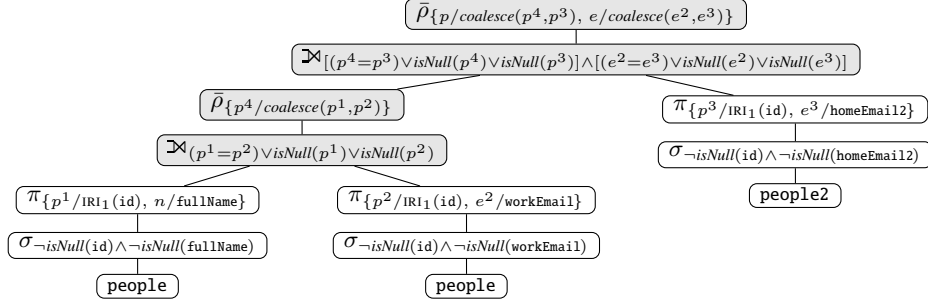 ρ̄{p/coalesce(p⁴,p³), e/coalesce(e²,e³)}
⟕[(p⁴=p³)∨isNull(p⁴)∨isNull(p³)]∧[(e²=e³)∨isNull(e²)∨isNull(e³)]
ρ̄{p⁴/coalesce(p¹,p²)}
π{p³/IRI₁(id), e³/homeEmail2}
⟕(p¹=p²)∨isNull(p¹)∨isNull(p²)
σ¬isNull(id)∧¬isNull(homeEmail2)
π{p¹/IRI₁(id), n/fullName}
π{p²/IRI₁(id), e²/workEmail}
people2
σ¬isNull(id)∧¬isNull(fullName)
σ¬isNull(id)∧¬isNull(workEmail)
people
people